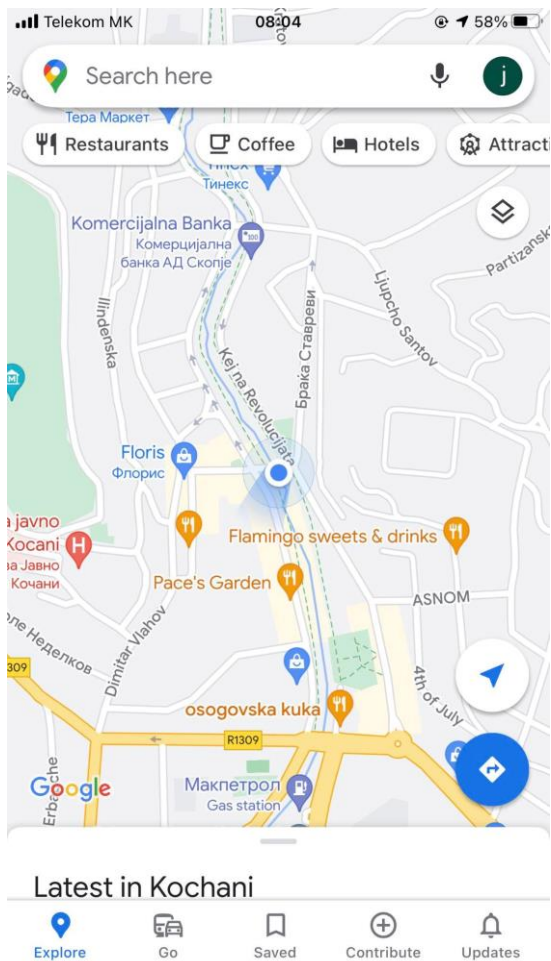 Telekom MK
08:04
58%
Search here
j
Тера Маркет
Restaurants
Coffee
Hotels
Attracti
Тинекс
Komercijalna Banka
Комерцијална
банка АД Скопје
Partizansk
Ljupcho Santov
Ilindenska
Браќа Ставреви
Kej na Revolucijata
Floris
Флорис
a javno
Kocani
H
за Јавно
Кочани
Flamingo sweets & drinks
Pace's Garden
ASNOM
Dimitar Vlahov
оле Неделков
4th of July
309
osogovska kuka
R1309
Google
Макпетрол
Gas station
Latest in Kochani
Explore
Go
Saved
Contribute
Updates